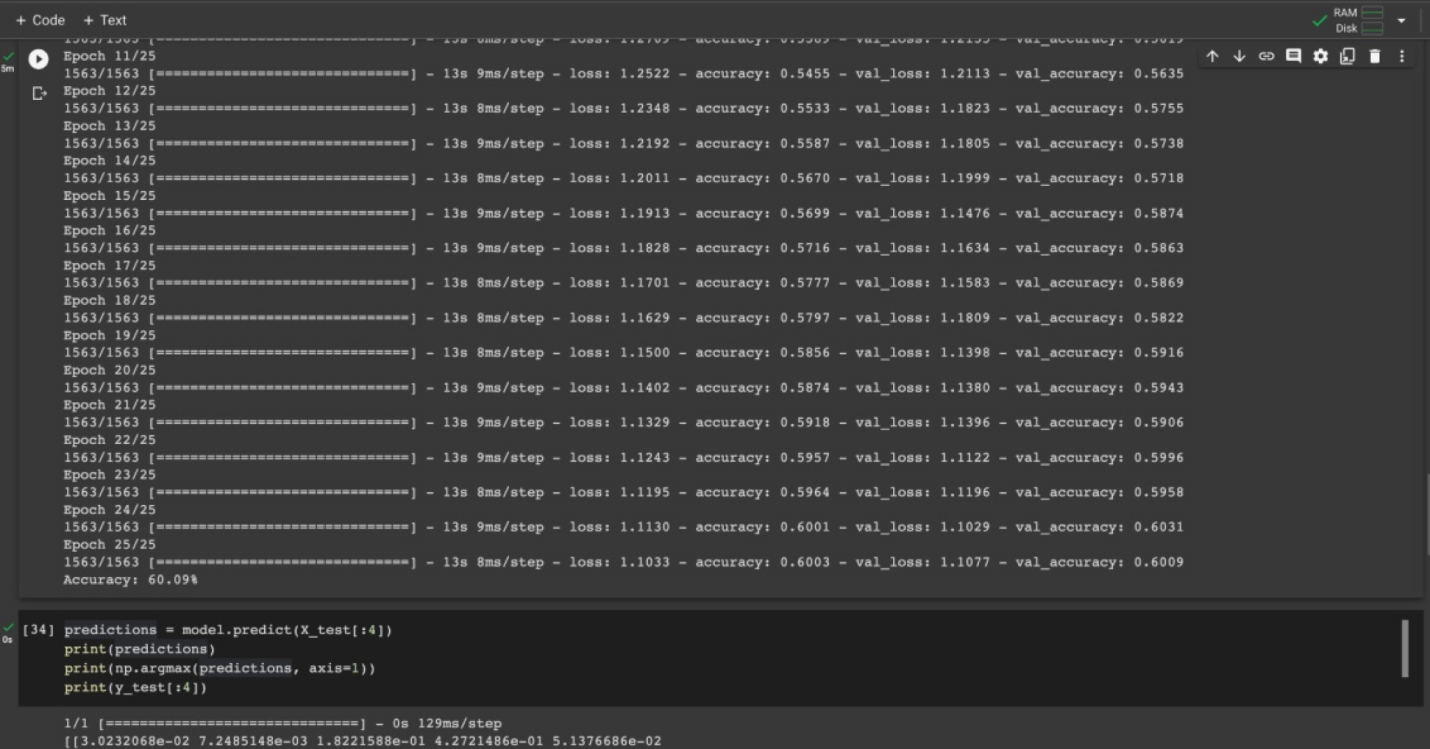 + Code + Text
RAM
Disk
5m
Epoch 11/25
1563/1563 [==============================] - 13s 9ms/step - loss: 1.2522 - accuracy: 0.5455 - val_loss: 1.2113 - val_accuracy: 0.5635
Epoch 12/25
1563/1563 [==============================] - 13s 8ms/step - loss: 1.2348 - accuracy: 0.5533 - val_loss: 1.1823 - val_accuracy: 0.5755
Epoch 13/25
1563/1563 [==============================] - 13s 9ms/step - loss: 1.2192 - accuracy: 0.5587 - val_loss: 1.1805 - val_accuracy: 0.5738
Epoch 14/25
1563/1563 [==============================] - 13s 8ms/step - loss: 1.2011 - accuracy: 0.5670 - val_loss: 1.1999 - val_accuracy: 0.5718
Epoch 15/25
1563/1563 [==============================] - 13s 9ms/step - loss: 1.1913 - accuracy: 0.5699 - val_loss: 1.1476 - val_accuracy: 0.5874
Epoch 16/25
1563/1563 [==============================] - 13s 9ms/step - loss: 1.1828 - accuracy: 0.5716 - val_loss: 1.1634 - val_accuracy: 0.5863
Epoch 17/25
1563/1563 [==============================] - 13s 8ms/step - loss: 1.1701 - accuracy: 0.5777 - val_loss: 1.1583 - val_accuracy: 0.5869
Epoch 18/25
1563/1563 [==============================] - 13s 8ms/step - loss: 1.1629 - accuracy: 0.5797 - val_loss: 1.1809 - val_accuracy: 0.5822
Epoch 19/25
1563/1563 [==============================] - 13s 8ms/step - loss: 1.1500 - accuracy: 0.5856 - val_loss: 1.1398 - val_accuracy: 0.5916
Epoch 20/25
1563/1563 [==============================] - 13s 9ms/step - loss: 1.1402 - accuracy: 0.5874 - val_loss: 1.1380 - val_accuracy: 0.5943
Epoch 21/25
1563/1563 [==============================] - 13s 9ms/step - loss: 1.1329 - accuracy: 0.5918 - val_loss: 1.1396 - val_accuracy: 0.5906
Epoch 22/25
1563/1563 [==============================] - 13s 9ms/step - loss: 1.1243 - accuracy: 0.5957 - val_loss: 1.1122 - val_accuracy: 0.5996
Epoch 23/25
1563/1563 [==============================] - 13s 8ms/step - loss: 1.1195 - accuracy: 0.5964 - val_loss: 1.1196 - val_accuracy: 0.5958
Epoch 24/25
1563/1563 [==============================] - 13s 9ms/step - loss: 1.1130 - accuracy: 0.6001 - val_loss: 1.1029 - val_accuracy: 0.6031
Epoch 25/25
1563/1563 [==============================] - 13s 8ms/step - loss: 1.1033 - accuracy: 0.6003 - val_loss: 1.1077 - val_accuracy: 0.6009
Accuracy: 60.09%
0s
[34] predictions = model.predict(X_test[:4])
print(predictions)
print(np.argmax(predictions, axis=1))
print(y_test[:4])
1/1 [==============================] - 0s 129ms/step
[[3.0232068e-02 7.2485148e-03 1.8221588e-01 4.2721486e-01 5.1376686e-02